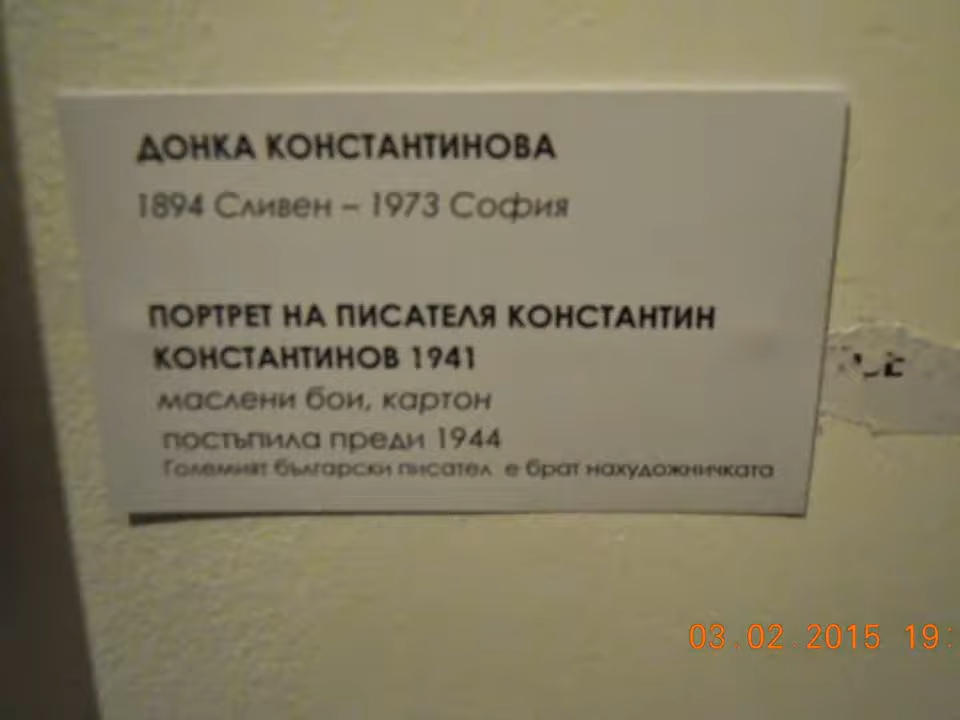 ДОНКА КОНСТАНТИНОВА
1894 Сливен – 1973 София
ПОРТРЕТ НА ПИСАТЕЛЯ КОНСТАНТИН
КОНСТАНТИНОВ 1941
маслени бои, картон
постъпила преди 1944
Големият български писател е брат нахудожничката
03.02.2015 19: